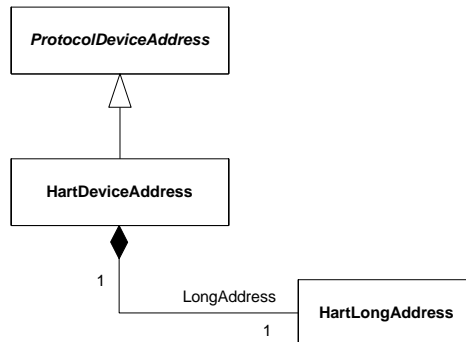 ProtocolDeviceAddress
HartDeviceAddress
1
LongAddress
HartLongAddress
1